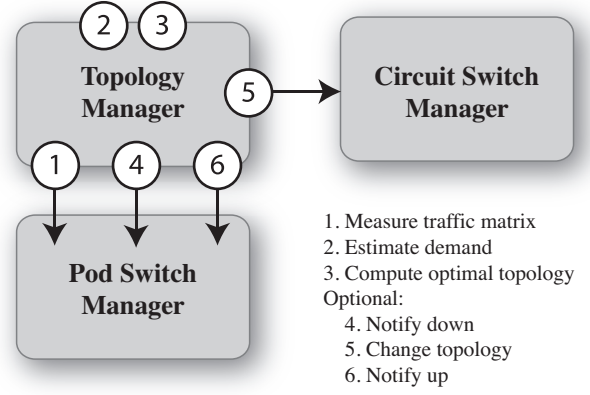 2 3
Topology
Manager
5
Circuit Switch
Manager
1 4 6
Pod Switch
Manager
1. Measure traffic matrix
2. Estimate demand
3. Compute optimal topology
Optional:
4. Notify down
5. Change topology
6. Notify up